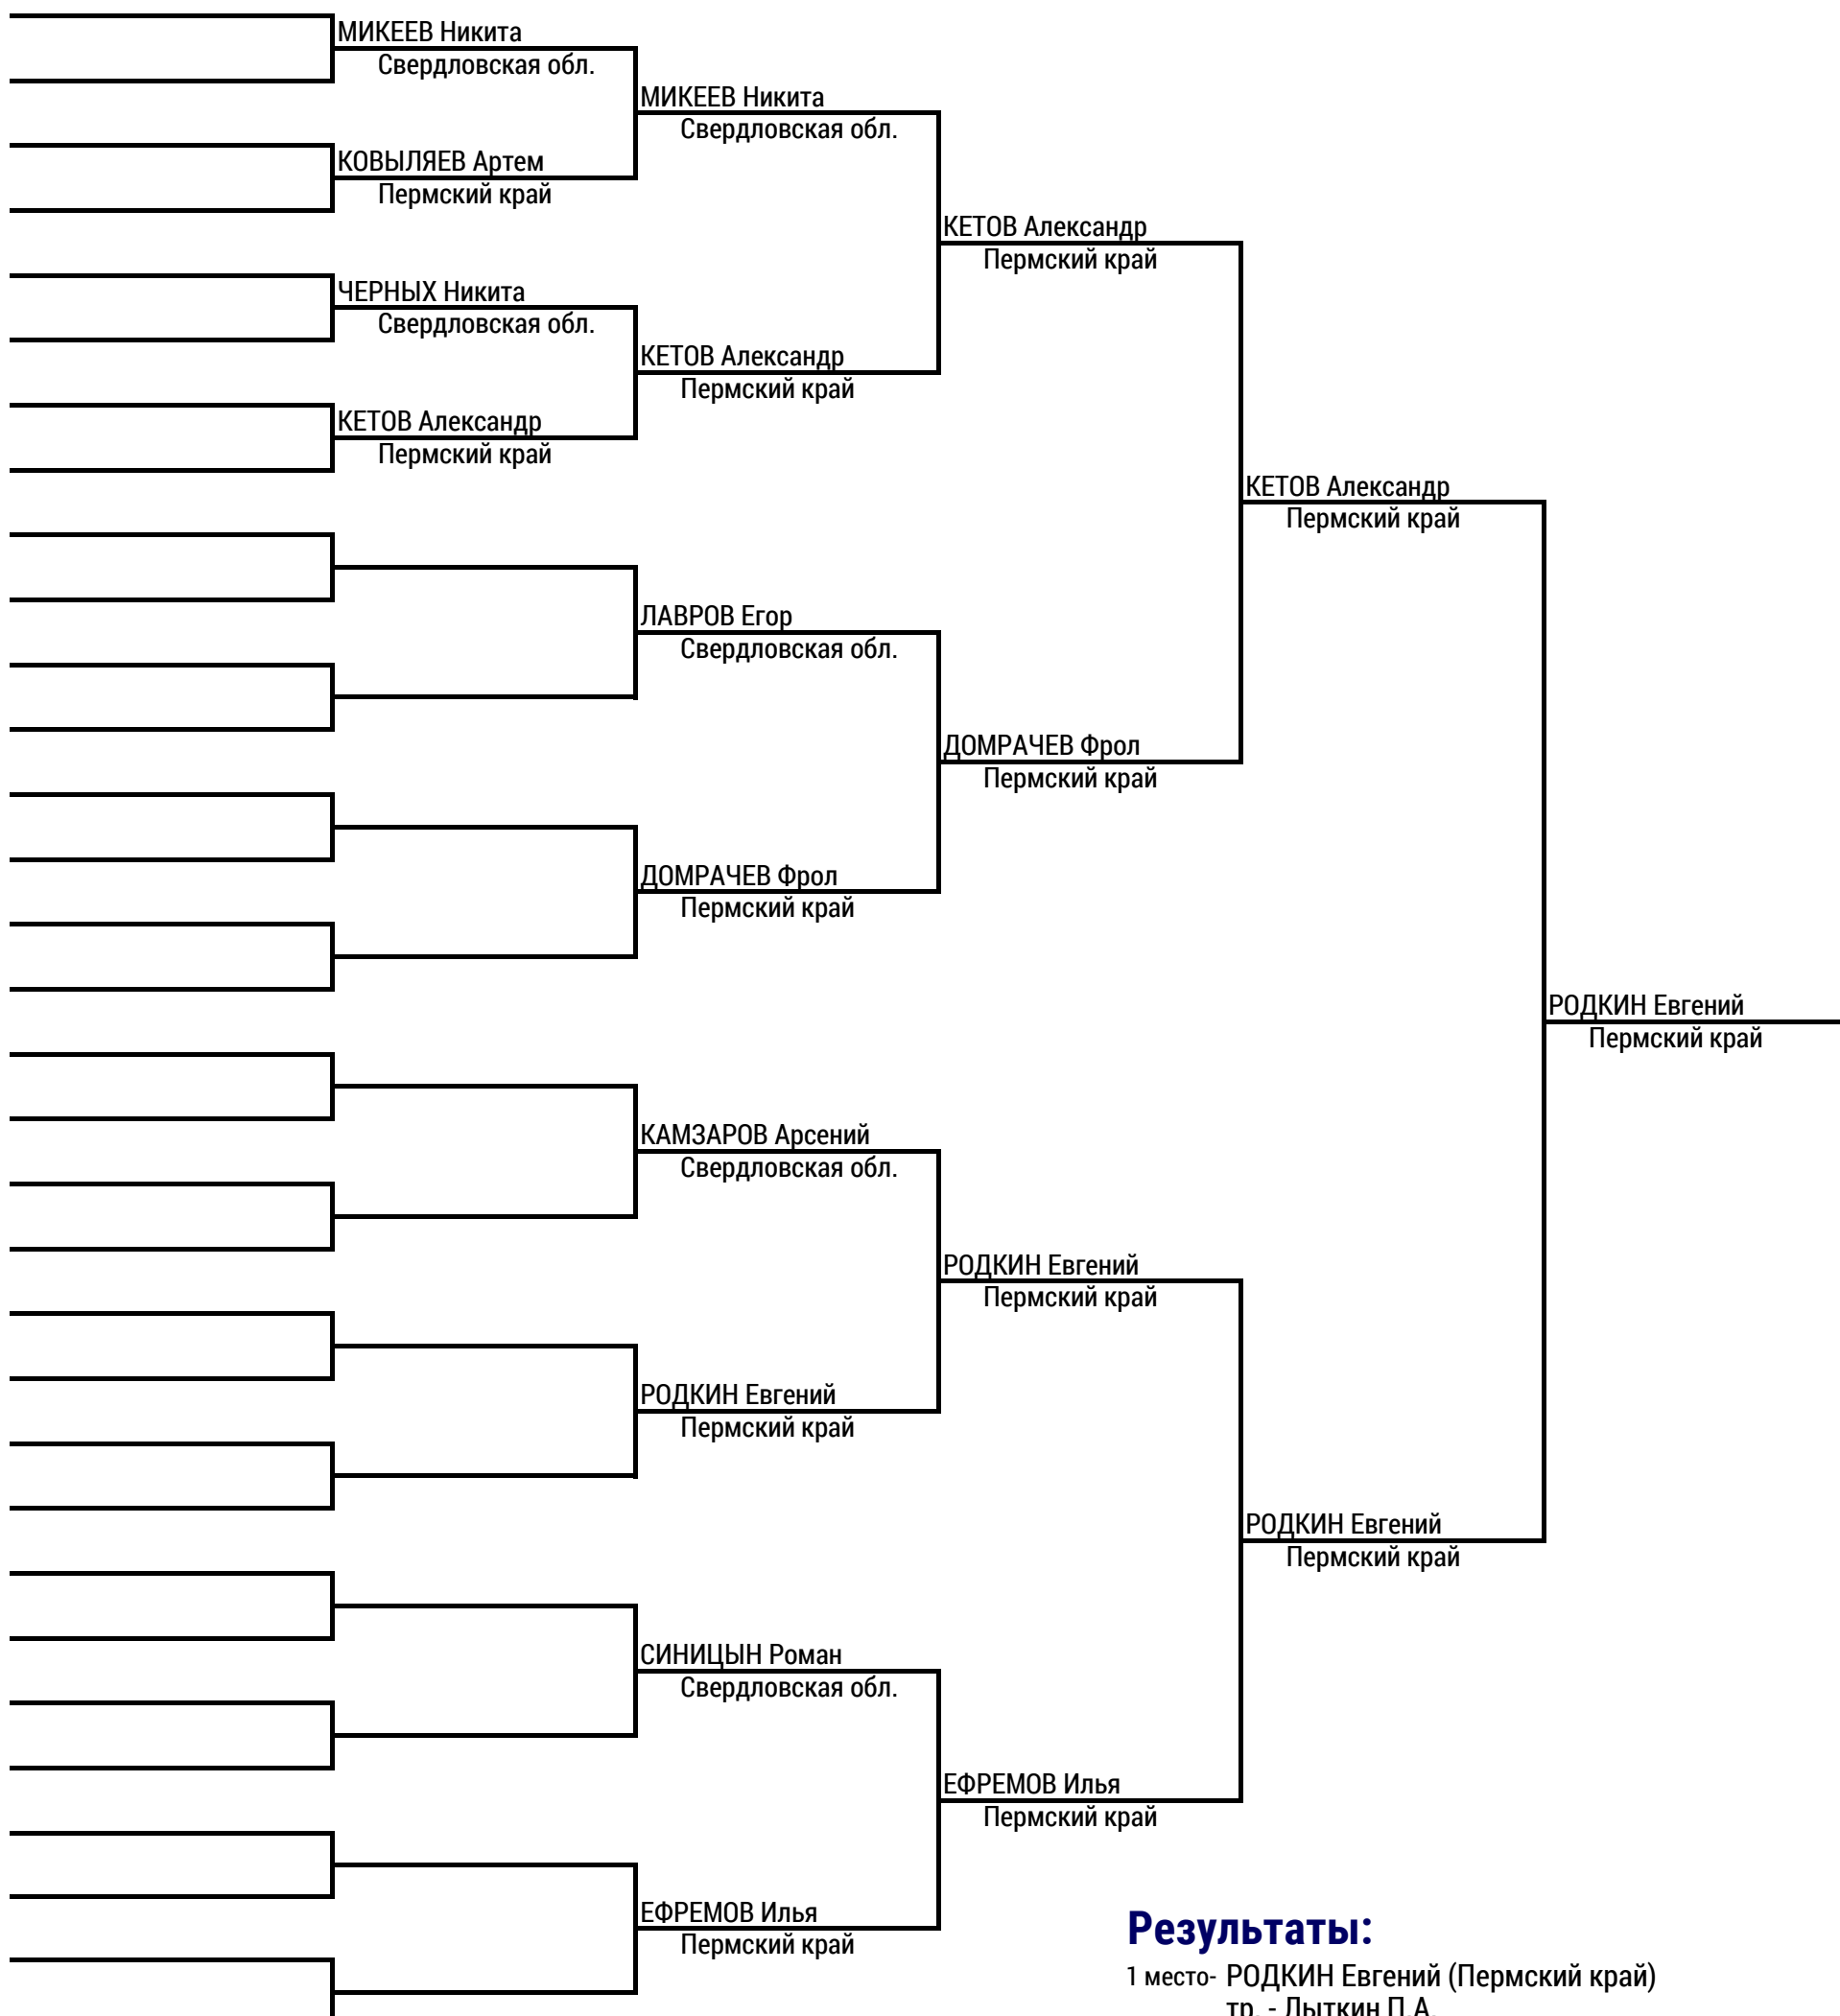 МИКЕЕВ Никита
Свердловская обл.
МИКЕЕВ Никита
Свердловская обл.
КОВЫЛЯЕВ Артем
Пермский край
КЕТОВ Александр
Пермский край
ЧЕРНЫХ Никита
Свердловская обл.
КЕТОВ Александр
Пермский край
КЕТОВ Александр
Пермский край
КЕТОВ Александр
Пермский край
ЛАВРОВ Егор
Свердловская обл.
ДОМРАЧЕВ Фрол
Пермский край
ДОМРАЧЕВ Фрол
Пермский край
РОДКИН Евгений
Пермский край
КАМЗАРОВ Арсений
Свердловская обл.
РОДКИН Евгений
Пермский край
РОДКИН Евгений
Пермский край
РОДКИН Евгений
Пермский край
СИНИЦЫН Роман
Свердловская обл.
ЕФРЕМОВ Илья
Пермский край
ЕФРЕМОВ Илья
Пермский край
Результаты:
1 место- РОДКИН Евгений (Пермский край)
тр. - Лыткин П.А.